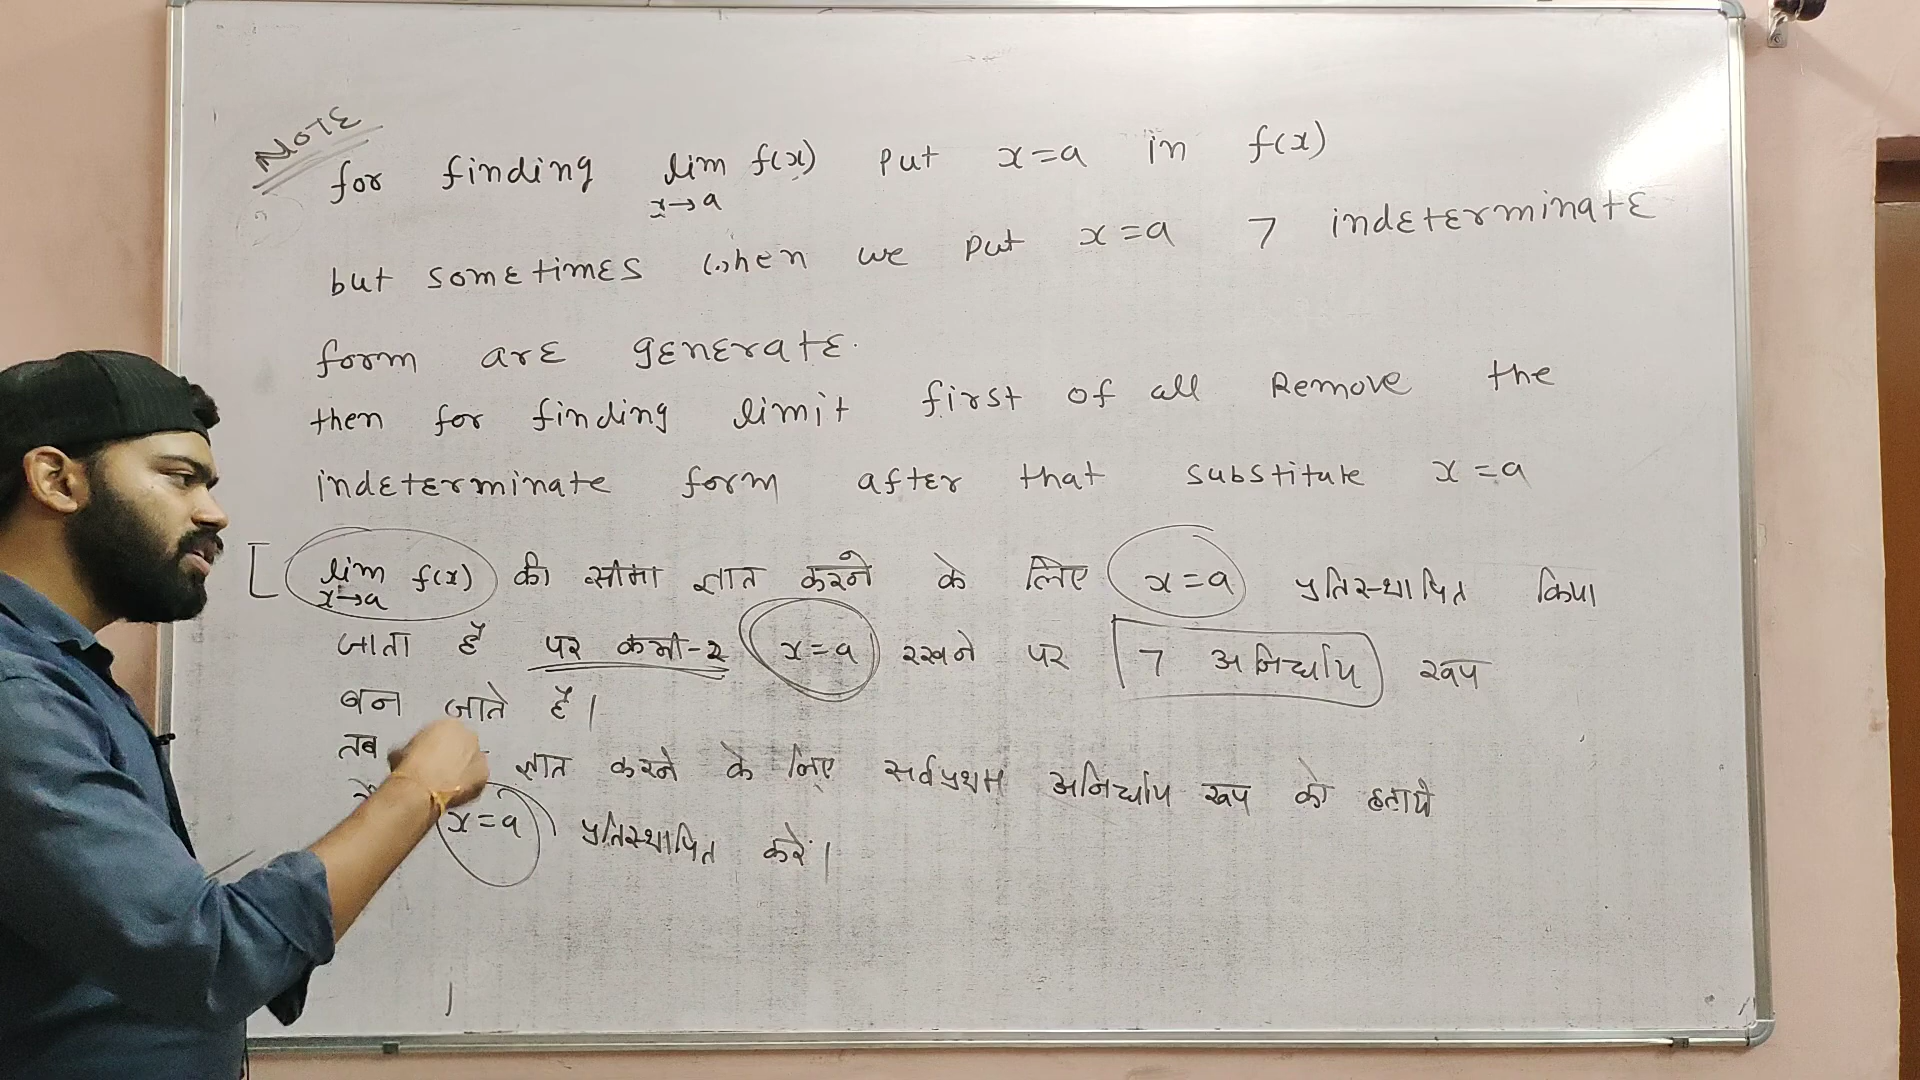 NOTE
for finding lim x→a f(x) put x=a in f(x)
but sometimes when we put x=a 7 indeterminate
form are generate.
then for finding limit first of all Remove the
indeterminate form after that substitute x=a
[ lim x→a f(x) की सीमा ज्ञात करने के लिए x=a प्रतिस्थापित किया
जाता है पर कभी-२ x=a रखने पर 7 अनिर्धाय रूप
बन जाते है।
तब ज्ञात करने के लिए सर्वप्रथम अनिर्धाय रूप को हताये
x=a प्रतिस्थापित करें।